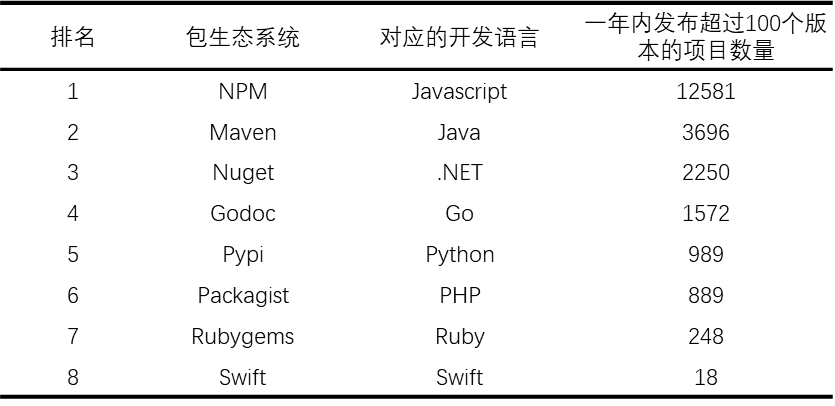 排名 包生态系统 对应的开发语言 一年内发布超过100个版
本的项目数量
1 NPM Javascript 12581
2 Maven Java 3696
3 Nuget .NET 2250
4 Godoc Go 1572
5 Pypi Python 989
6 Packagist PHP 889
7 Rubygems Ruby 248
8 Swift Swift 18